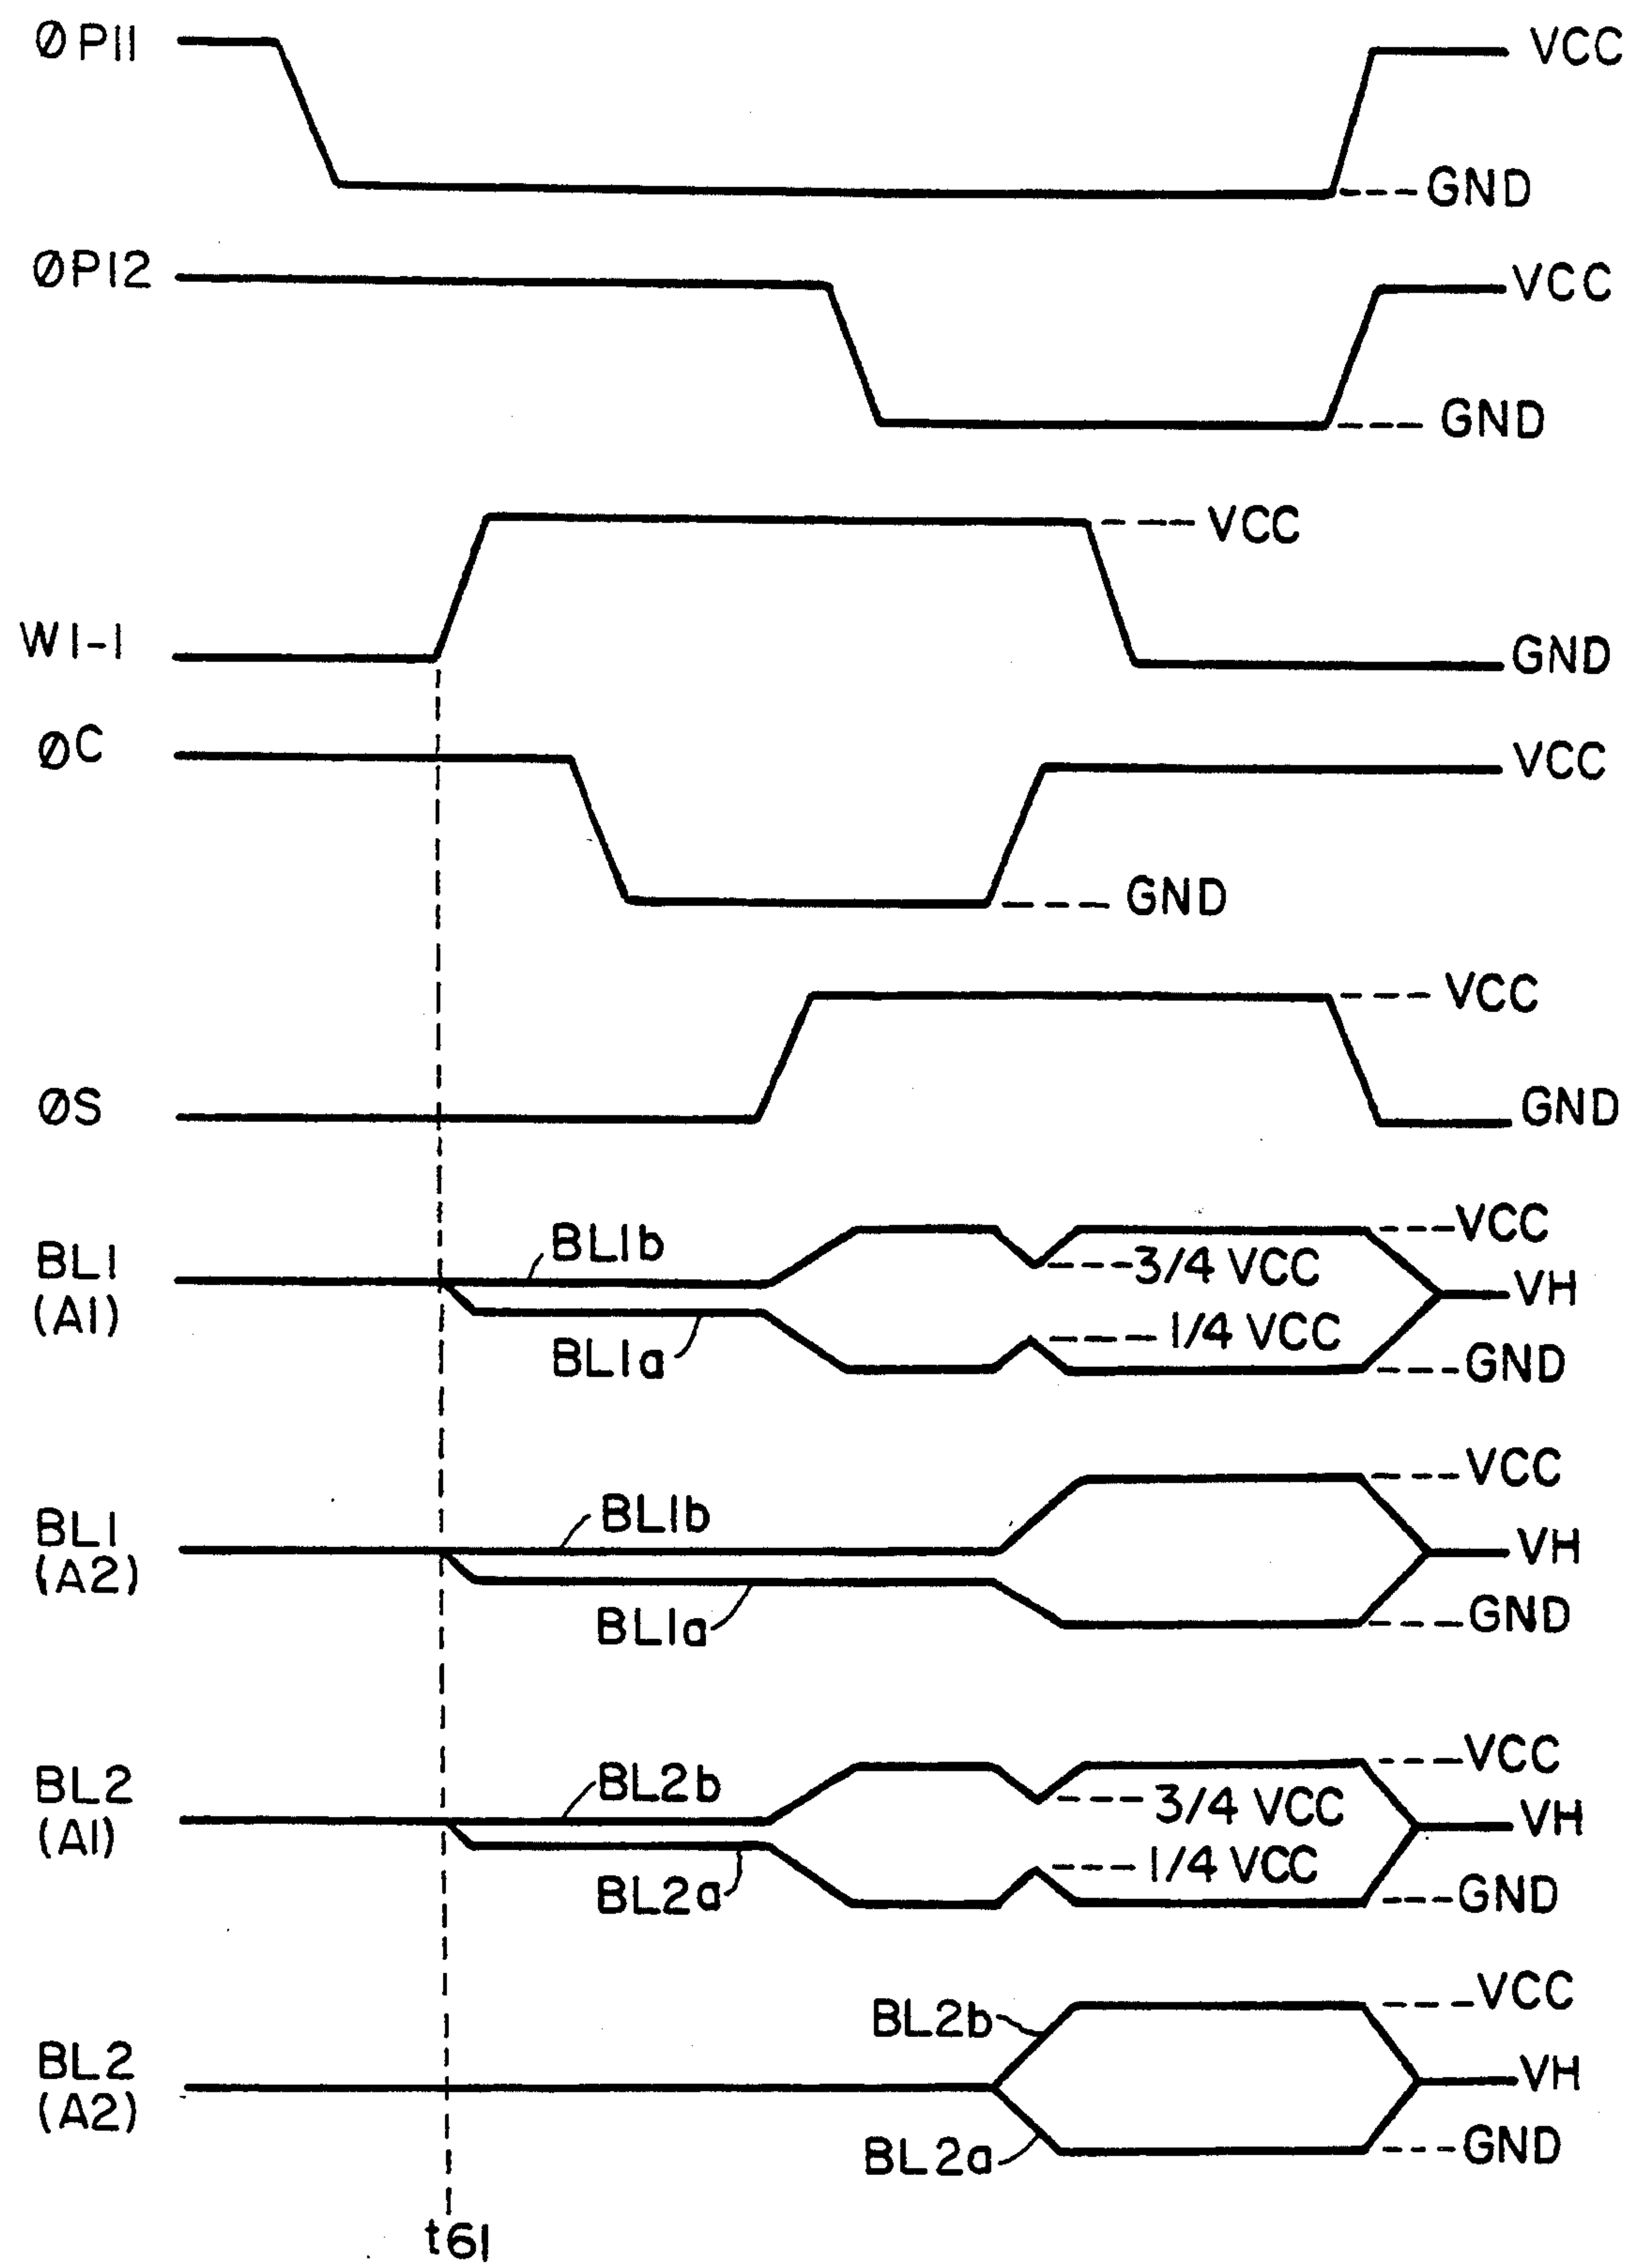 ØP11 VCC
GND
ØP12 VCC
GND
VCC
W1-1 GND
ØC VCC
GND
VCC
ØS GND
BL1b VCC
BL1 3/4 VCC
(A1) VH
1/4 VCC
BL1a GND
VCC
BL1 BL1b
(A2) VH
BL1a GND
VCC
BL2 BL2b 3/4 VCC
(A1) VH
1/4 VCC
BL2a GND
VCC
BL2b
BL2 VH
(A2)
BL2a GND
t61